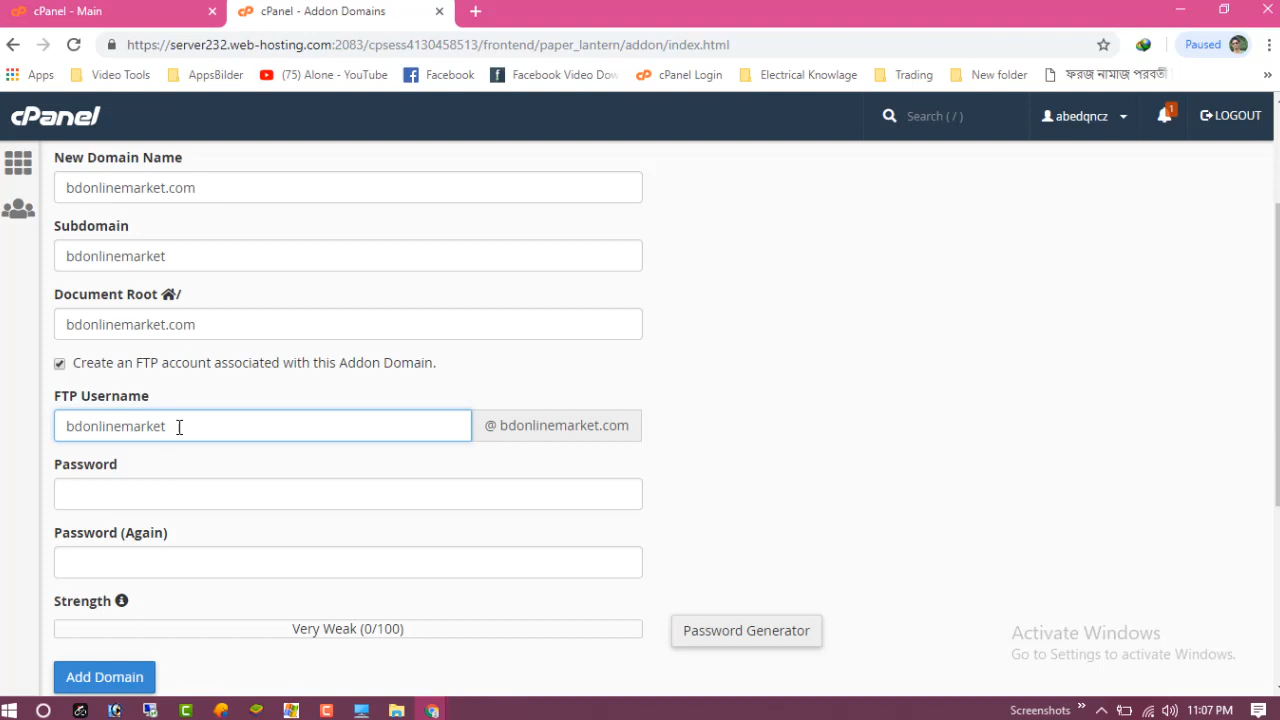 cPanel - Main
cPanel - Addon Domains
https://server232.web-hosting.com:2083/cpsess4130458513/frontend/paper_lantern/addon/index.html
Paused
Apps Video Tools AppsBilder (75) Alone - YouTube Facebook Facebook Video Dow cPanel Login Electrical Knowlage Trading New folder ফরজ নামাজ পরবর্তী »
cPanel Search ( / ) abedqncz 1 LOGOUT
New Domain Name
bdonlinemarket.com
Subdomain
bdonlinemarket
Document Root /
bdonlinemarket.com
Create an FTP account associated with this Addon Domain.
FTP Username
bdonlinemarket @ bdonlinemarket.com
Password
Password (Again)
Strength
Very Weak (0/100)
Password Generator
Activate Windows
Go to Settings to activate Windows.
Add Domain
Screenshots » 11:07 PM